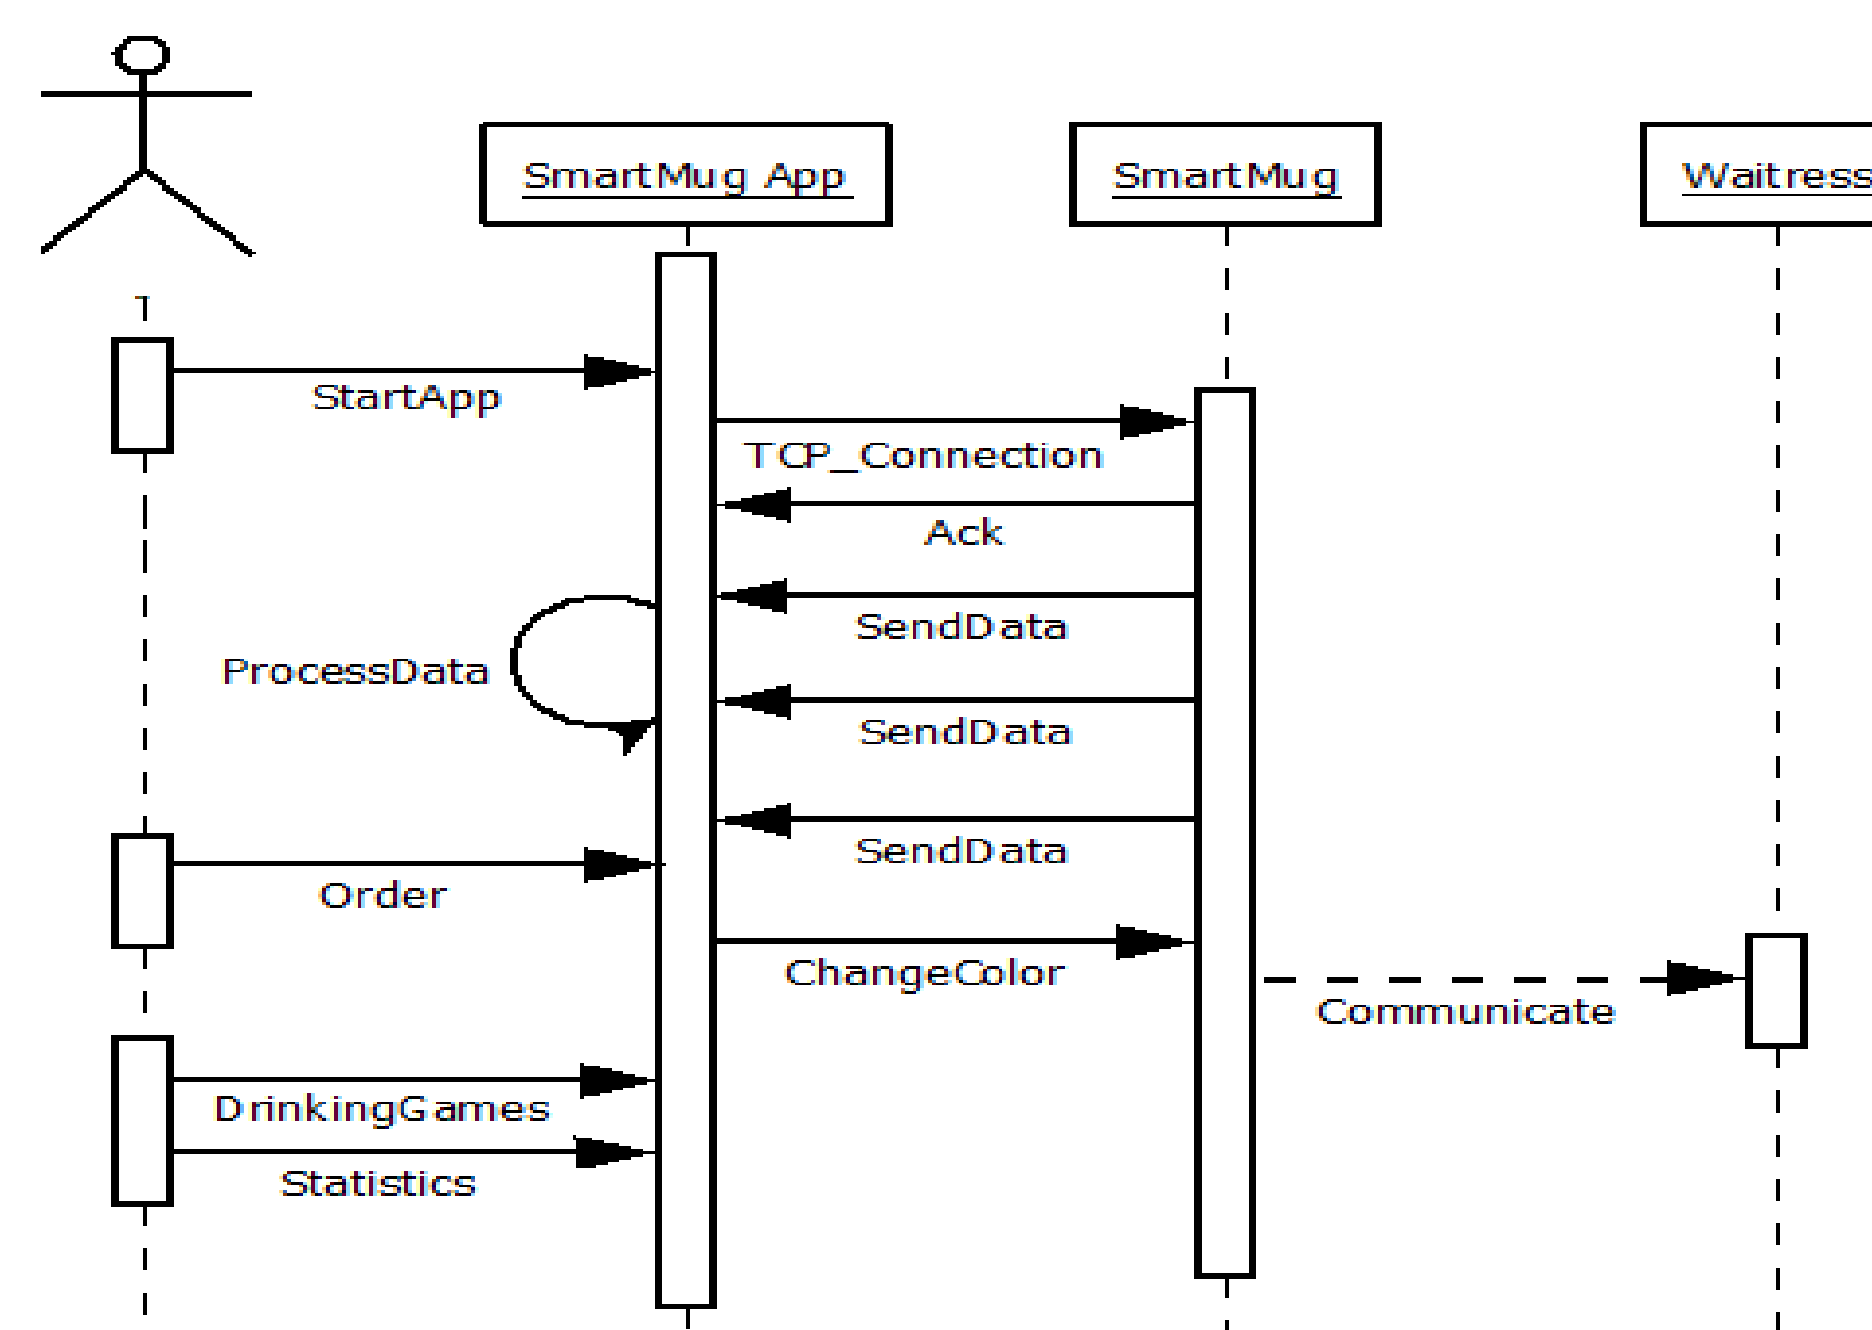 SmartMug App
SmartMug
Waitress
StartApp
TCP_Connection
Ack
SendData
ProcessData
SendData
SendData
Order
ChangeColor
Communicate
DrinkingGames
Statistics